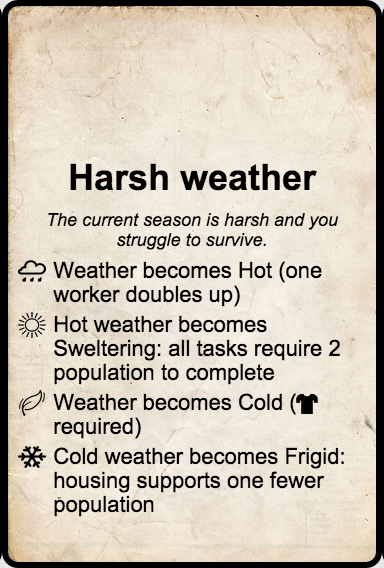 Harsh weather
The current season is harsh and you
struggle to survive.
Weather becomes Hot (one
worker doubles up)
Hot weather becomes
Sweltering: all tasks require 2
population to complete
Weather becomes Cold (
required)
Cold weather becomes Frigid:
housing supports one fewer
population